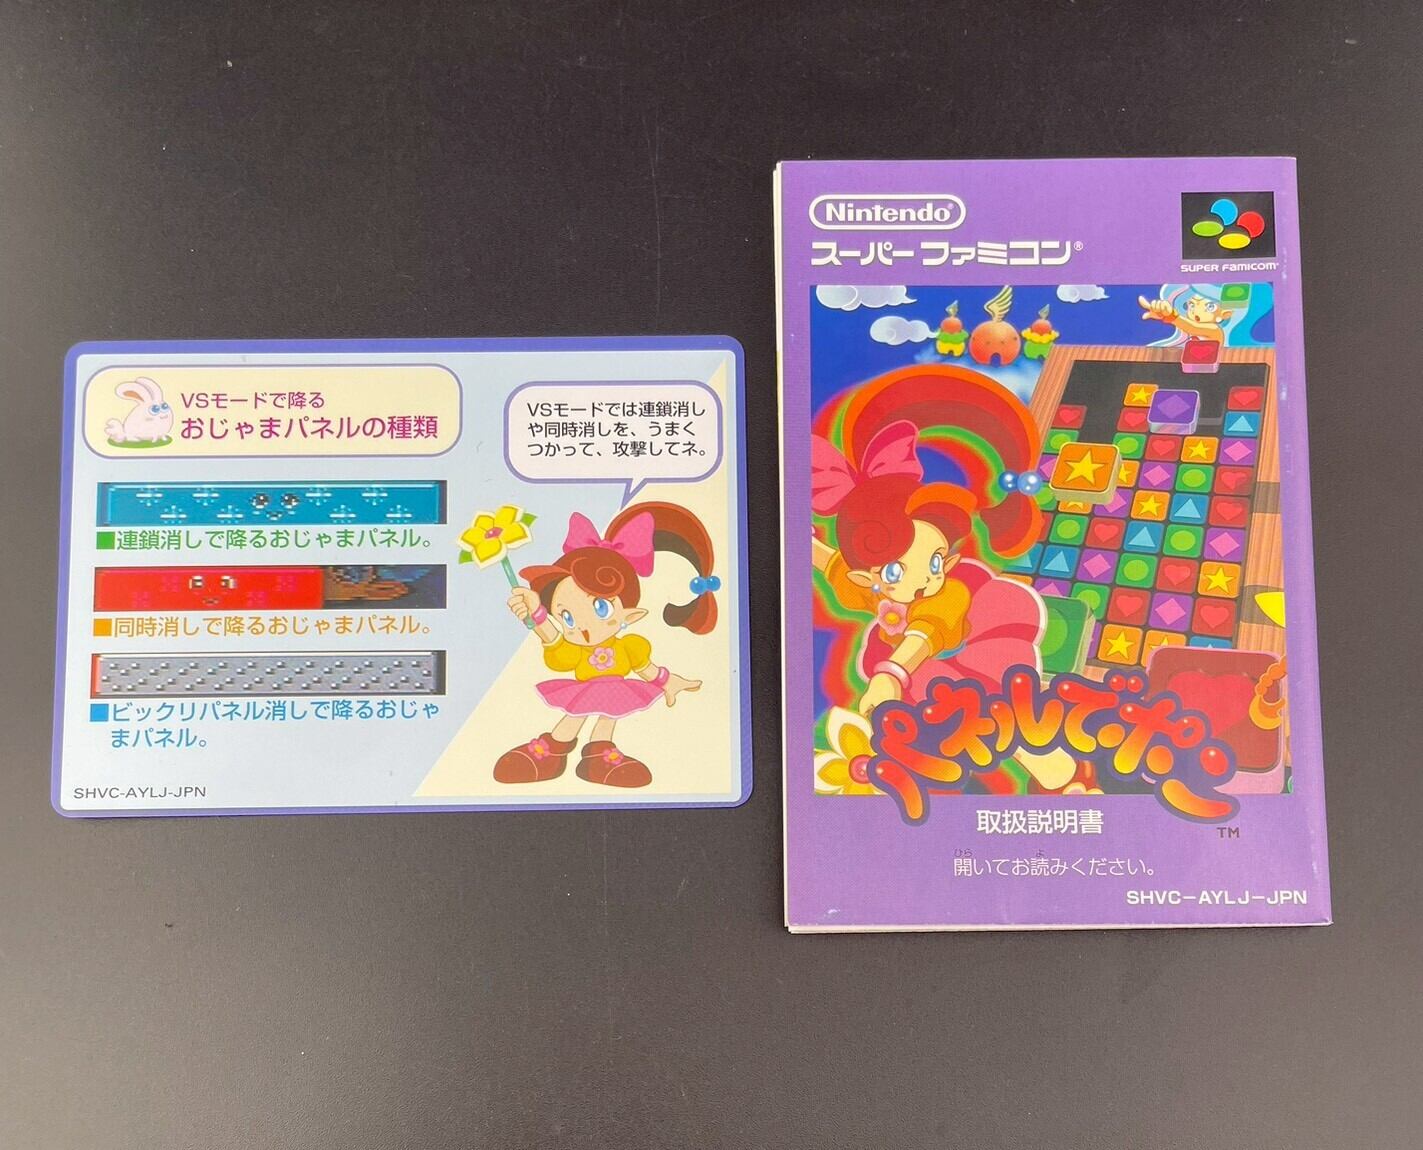 VSモードで降る
おじゃまパネルの種類
VSモードでは連鎖消し
や同時消しを、うまく
つかって、攻撃してネ。
■連鎖消しで降るおじゃまパネル。
■同時消しで降るおじゃまパネル。
■ビックリパネル消しで降るおじゃ
まパネル。
SHVC-AYLJ-JPN
Nintendo®
スーパーファミコン®
SUPER FAMICOM®
パネルでポン
TM
取扱説明書
ひら よ
開いてお読みください。
SHVC-AYLJ-JPN